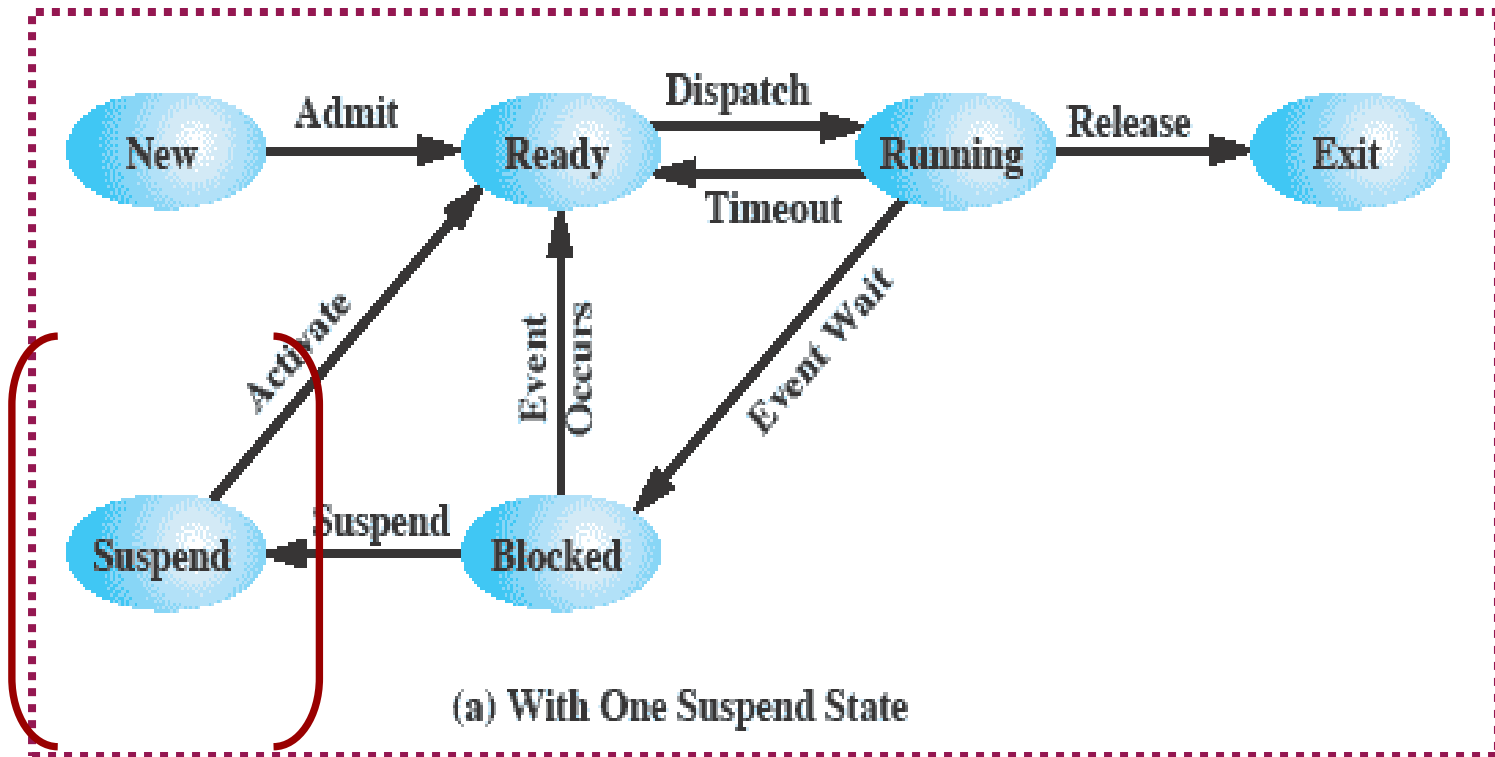 Admit
Dispatch
Release
New
Ready
Running
Exit
Timeout
Activate
Event
Occurs
Event Wait
Suspend
Suspend
Blocked
(a) With One Suspend State